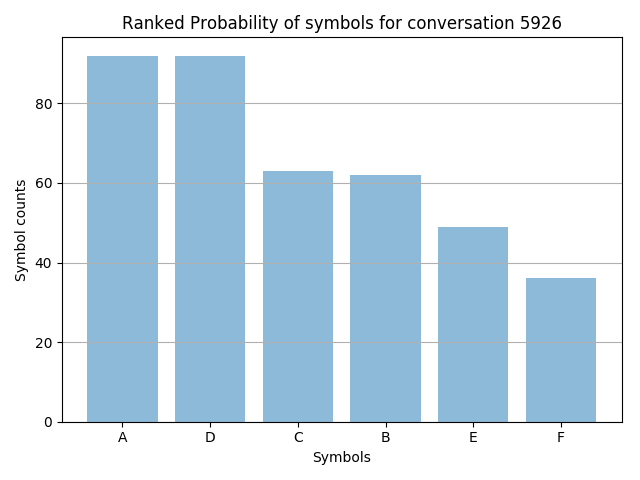 Ranked Probability of symbols for conversation 5926
Symbol counts
80
60
40
20
0
A D C B E F
Symbols